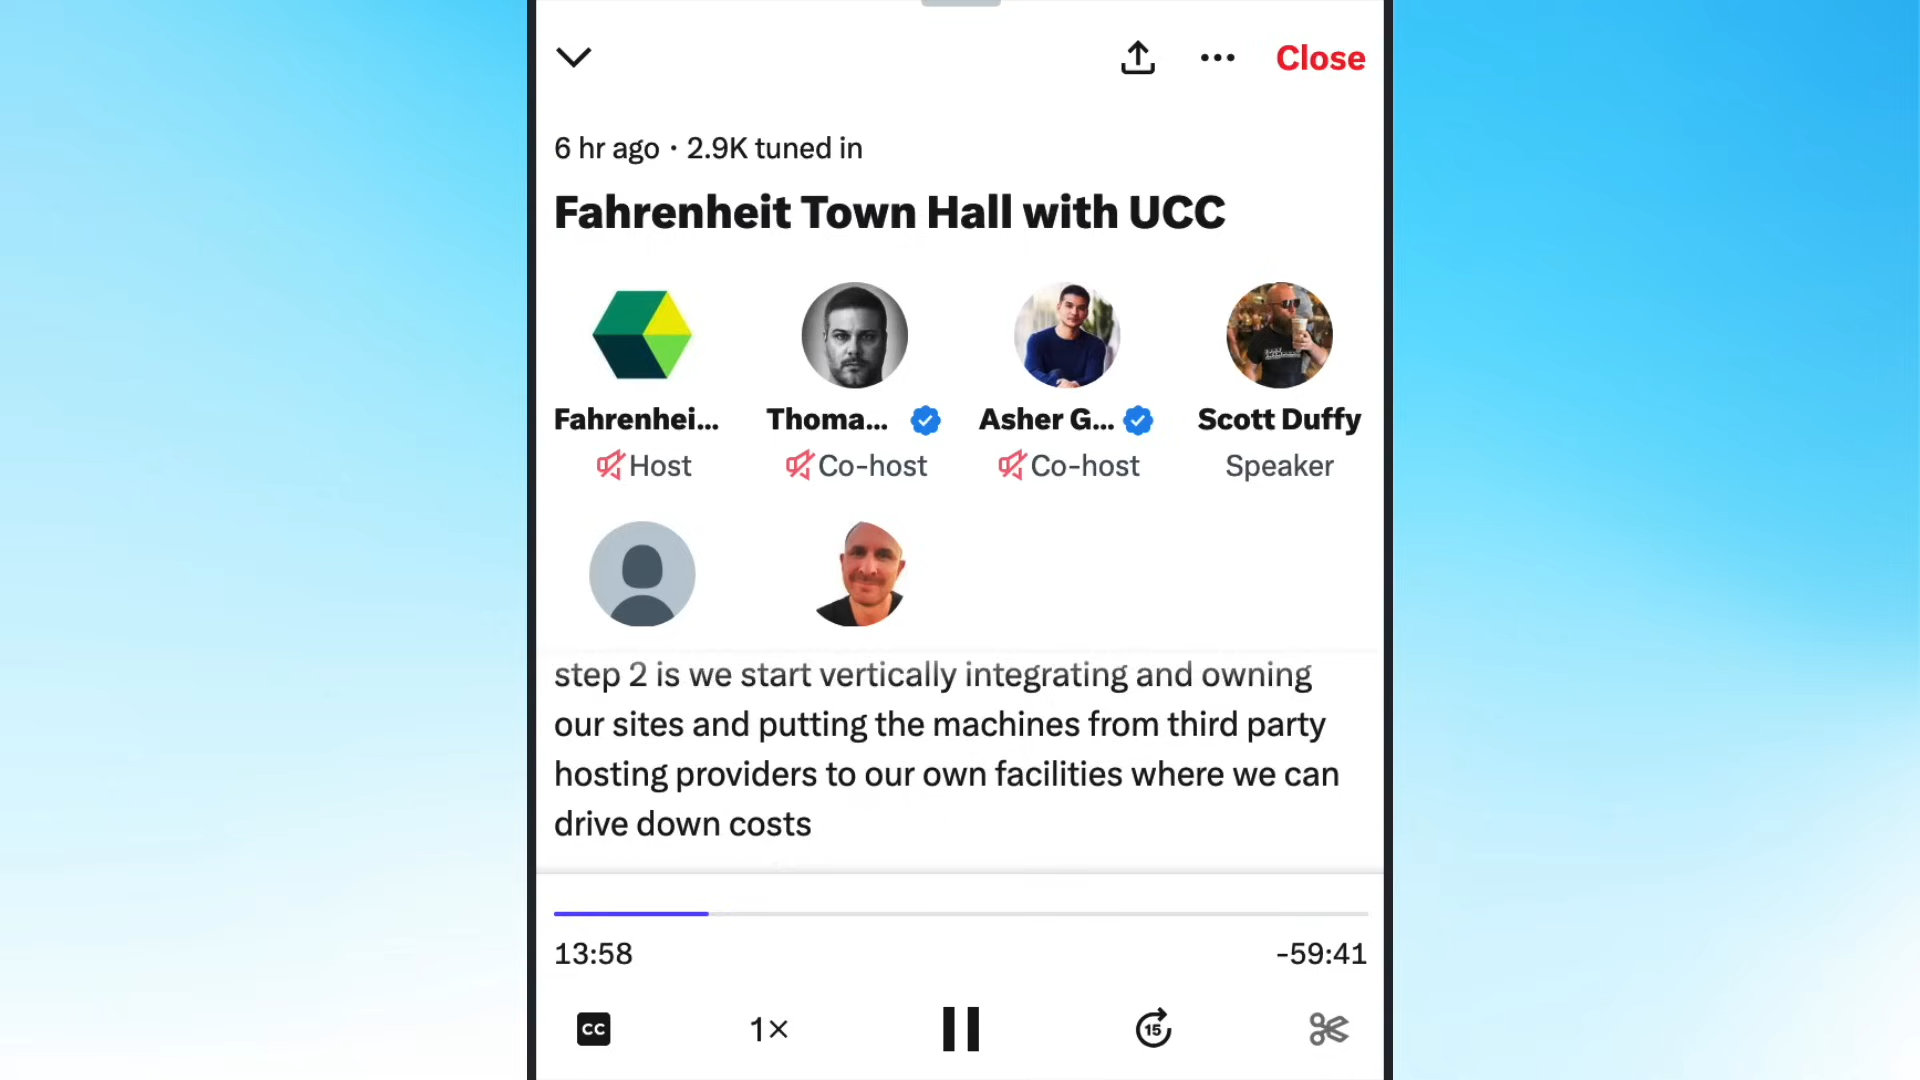 Close
6 hr ago · 2.9K tuned in
Fahrenheit Town Hall with UCC
Fahrenhei... Thoma... Asher G... Scott Duffy
Host Co-host Co-host Speaker
step 2 is we start vertically integrating and owning
our sites and putting the machines from third party
hosting providers to our own facilities where we can
drive down costs
13:58 -59:41
CC 1× 15